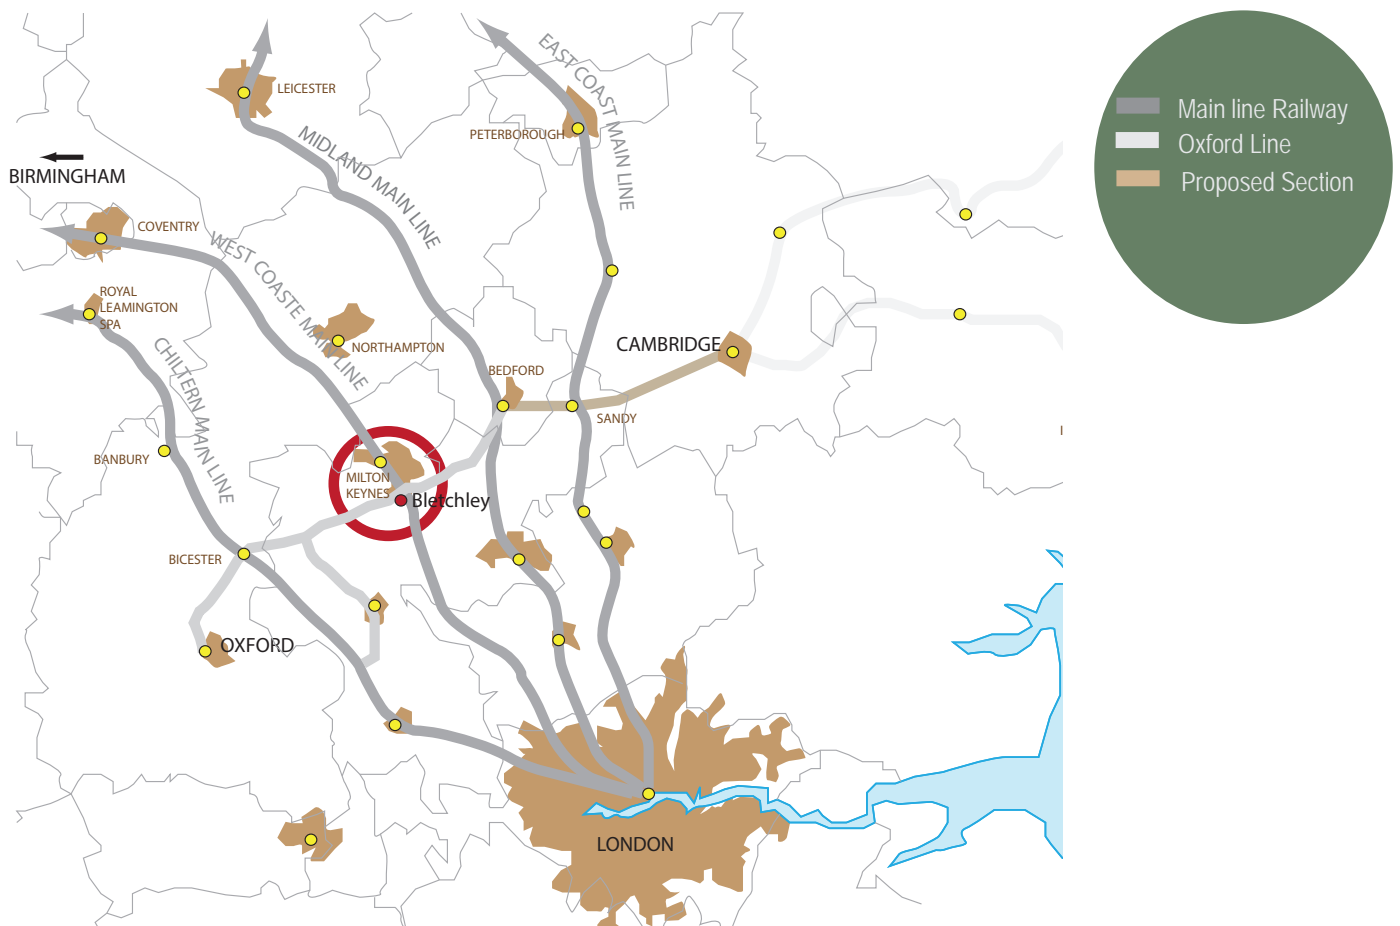 LEICESTER
EAST COAST MAIN LINE
PETERBOROUGH
MIDLAND MAIN LINE
BIRMINGHAM
COVENTRY
WEST COASTE MAIN LINE
ROYAL
LEAMINGTON
SPA
CHILTERN MAIN LINE
NORTHAMPTON
CAMBRIDGE
BEDFORD
SANDY
BANBURY
MILTON
KEYNES
Bletchley
BICESTER
OXFORD
LONDON
Main line Railway
Oxford Line
Proposed Section